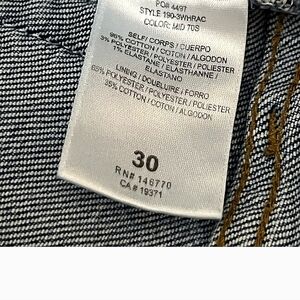 PO# 4497
STYLE 190-3WHRAC
COLOR: MID 70S
SELF/ CORPS / CUERPO
96% COTTON / COTON / ALGODON
3% POLYESTER / POLYESTER / POLIESTER
1% ELASTANE / ELASTHANNE /
ELASTANO
LINING / DOUBLURE / FORRO
65% POLYESTER / POLYESTER / POLIESTER
35% COTTON / COTON / ALGODON
30
RN# 146770
CA # 19371